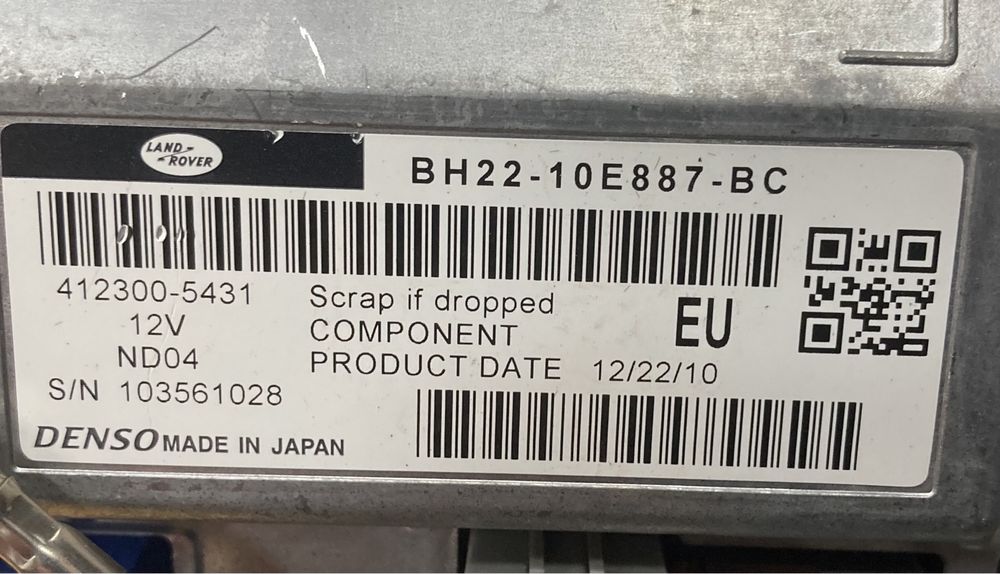 LAND-
ROVER
BH22-10E887-BC
412300-5431
12V
ND04
S/N 103561028
Scrap if dropped
COMPONENT
PRODUCT DATE 12/22/10
EU
DENSO MADE IN JAPAN